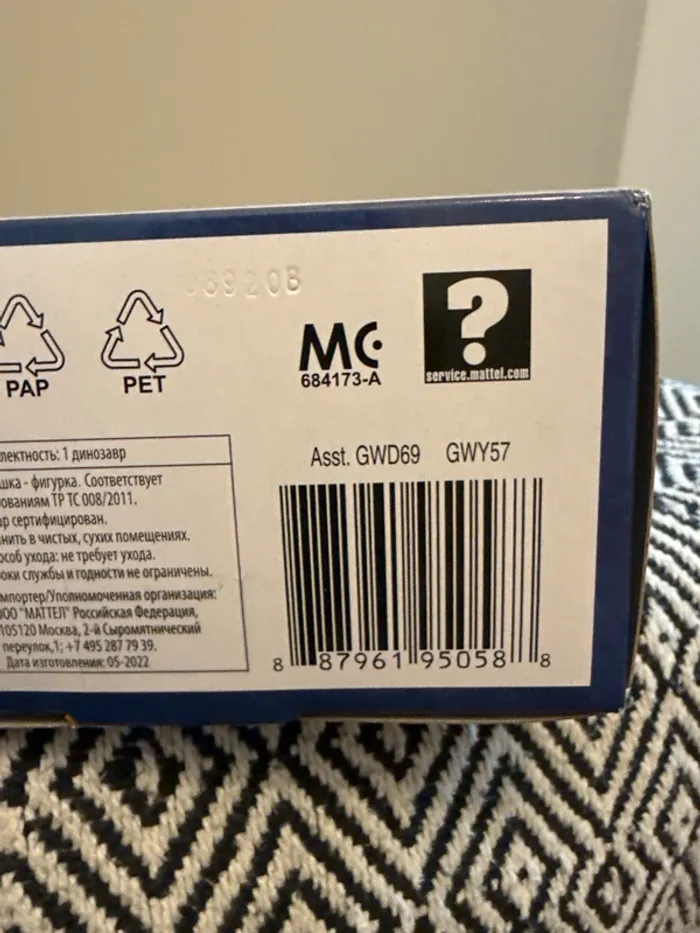 6920B
PAP
PET
MC
684173-A
?
service.mattel.com
Asst. GWD69 GWY57
8 87961 95058 8
лектность: 1 динозавр
шка - фигурка. Соответствует
ованиям ТР ТС 008/2011.
ар сертифицирован.
нить в чистых, сухих помещениях.
особ ухода: не требует ухода.
оки службы и годности не ограничены.
мпортер/Уполномоченная организация:
ООО "МАТТЕЛ" Российская Федерация,
105120 Москва, 2-й Сыромятнический
переулок,1; +7 495 287 79 39.
Дата изготовления: 05-2022